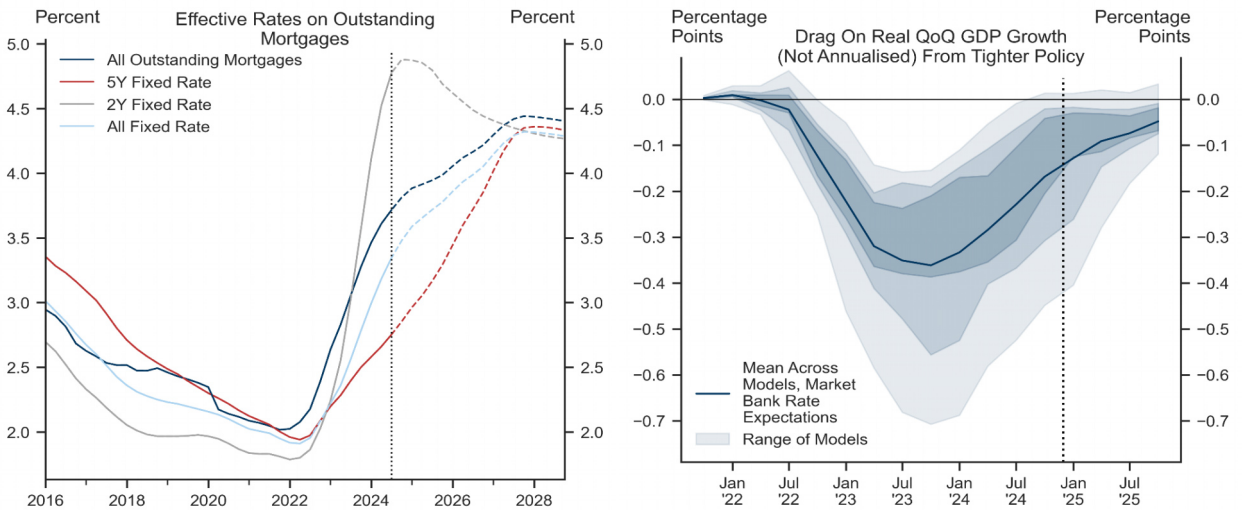 Percent
Effective Rates on Outstanding
Mortgages
Percent
5.0
4.5
4.0
3.5
3.0
2.5
2.0
All Outstanding Mortgages
5Y Fixed Rate
2Y Fixed Rate
All Fixed Rate
5.0
4.5
4.0
3.5
3.0
2.5
2.0
2016
2018
2020
2022
2024
2026
2028
Percentage
Points
Drag On Real QoQ GDP Growth
(Not Annualised) From Tighter Policy
Percentage
Points
0.0
−0.1
−0.2
−0.3
−0.4
−0.5
−0.6
−0.7
Mean Across
Models, Market
Bank Rate
Expectations
Range of Models
0.0
−0.1
−0.2
−0.3
−0.4
−0.5
−0.6
−0.7
Jan
'22
Jul
'22
Jan
'23
Jul
'23
Jan
'24
Jul
'24
Jan
'25
Jul
'25